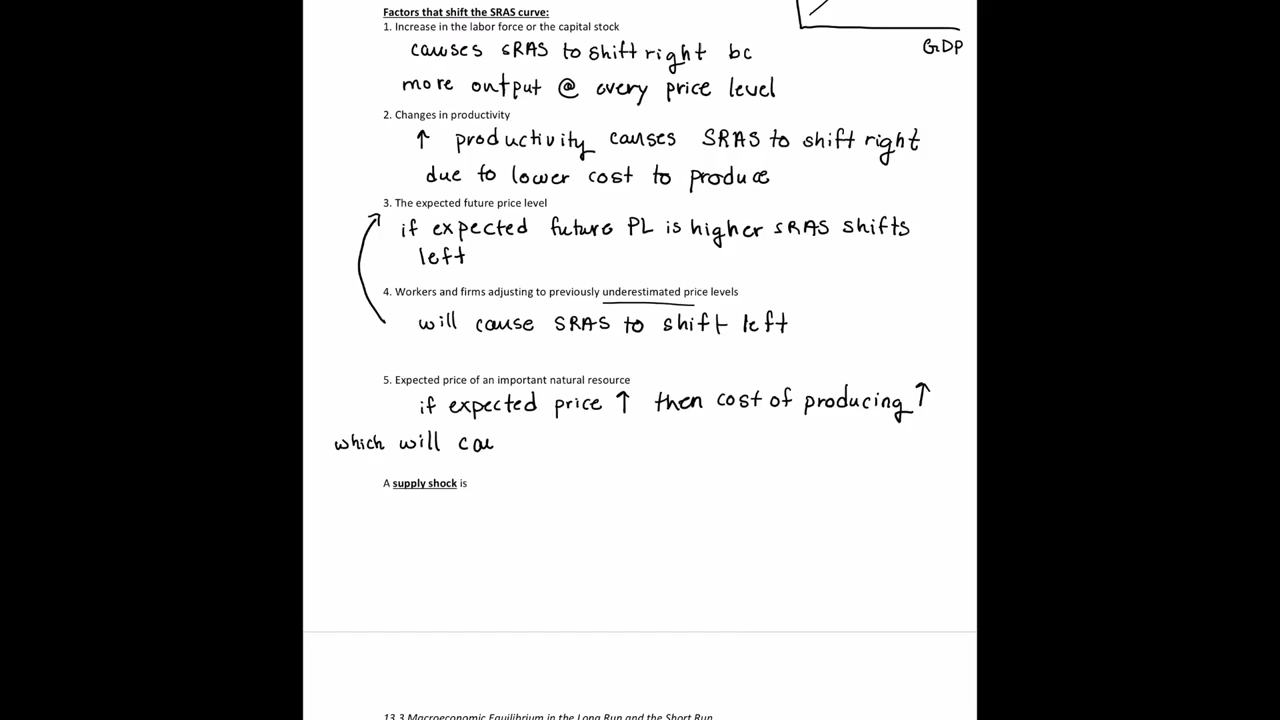 Factors that shift the SRAS curve:
1. Increase in the labor force or the capital stock
GDP
causes SRAS to shift right bc
more output @ every price level
2. Changes in productivity
↑ productivity causes SRAS to shift right
due to lower cost to produce
3. The expected future price level
if expected future PL is higher SRAS shifts
left
4. Workers and firms adjusting to previously underestimated price levels
will cause SRAS to shift left
5. Expected price of an important natural resource
if expected price ↑ then cost of producing ↑
which will cau
A supply shock is
13.3 Macroeconomic Equilibrium in the Long Run and the Short Run